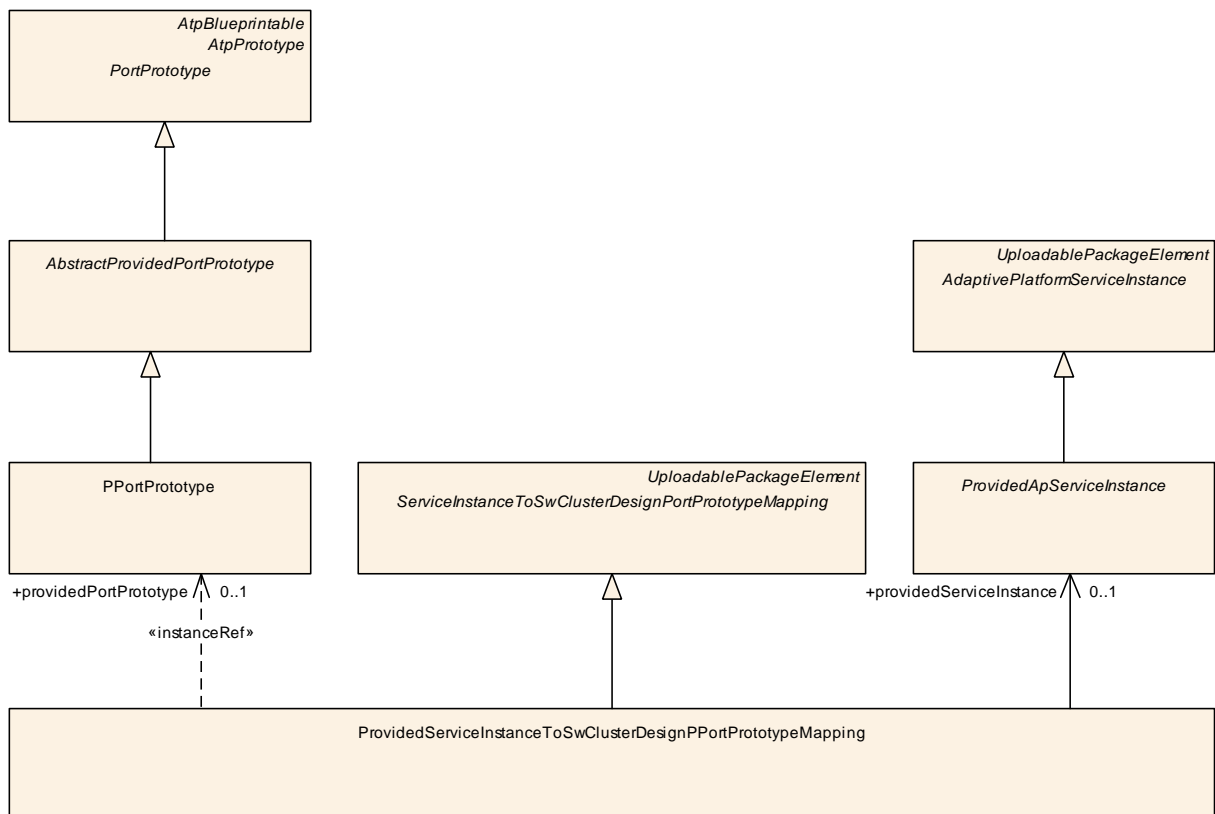 AtpBlueprintable
AtpPrototype
PortPrototype
AbstractProvidedPortPrototype
UploadablePackageElement
AdaptivePlatformServiceInstance
PPortPrototype
UploadablePackageElement
ServiceInstanceToSwClusterDesignPortPrototypeMapping
ProvidedApServiceInstance
+providedPortPrototype 0..1
+providedServiceInstance 0..1
«instanceRef»
ProvidedServiceInstanceToSwClusterDesignPPortPrototypeMapping